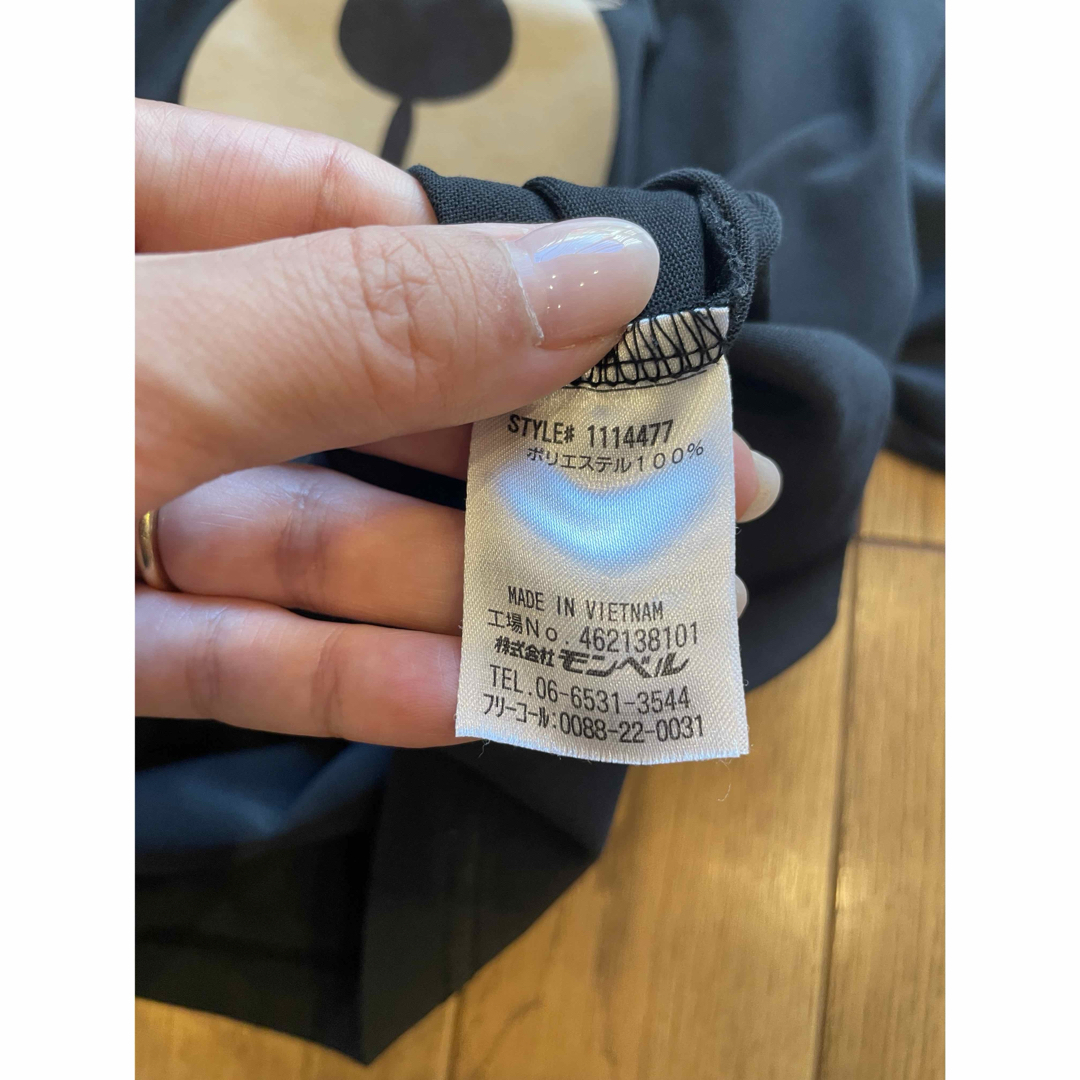 STYLE# 1114477
ポリエステル100%
MADE IN VIETNAM
工場No. 462138101
株式会社モンベル
TEL.06-6531-3544
フリーコール:0088-22-0031